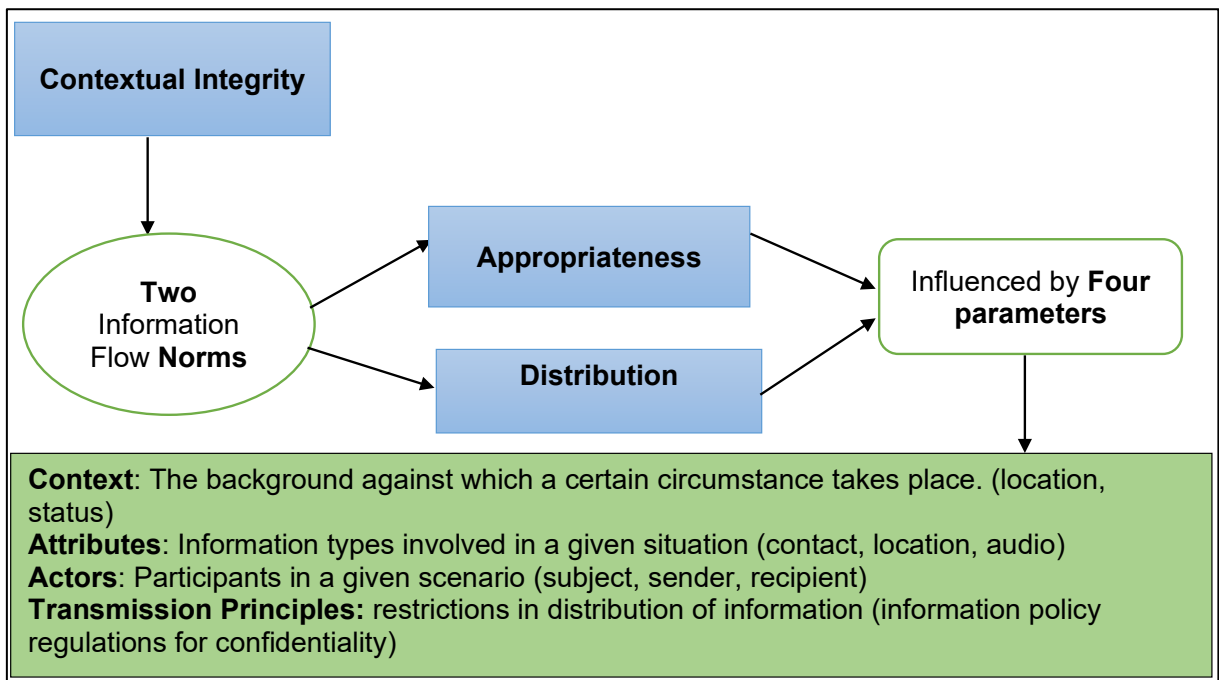 Contextual Integrity
Two
Information
Flow Norms
Appropriateness
Distribution
Influenced by Four
parameters
Context: The background against which a certain circumstance takes place. (location,
status)
Attributes: Information types involved in a given situation (contact, location, audio)
Actors: Participants in a given scenario (subject, sender, recipient)
Transmission Principles: restrictions in distribution of information (information policy
regulations for confidentiality)